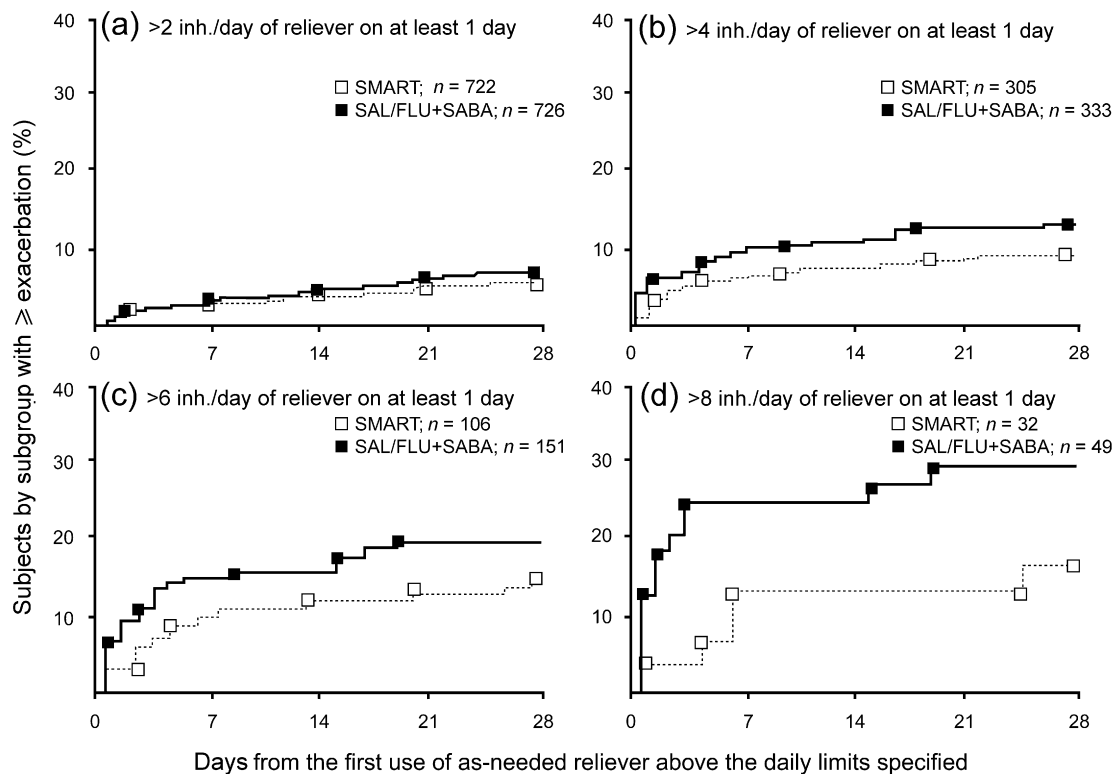 Subjects by subgroup with ⩾ exacerbation (%)
(a) >2 inh./day of reliever on at least 1 day
SMART; n = 722
SAL/FLU+SABA; n = 726
40
30
20
10
0 7 14 21 28
(b) >4 inh./day of reliever on at least 1 day
SMART; n = 305
SAL/FLU+SABA; n = 333
40
30
20
10
0 7 14 21 28
(c) >6 inh./day of reliever on at least 1 day
SMART; n = 106
SAL/FLU+SABA; n = 151
40
30
20
10
0 7 14 21 28
(d) >8 inh./day of reliever on at least 1 day
SMART; n = 32
SAL/FLU+SABA; n = 49
40
30
20
10
0 7 14 21 28
Days from the first use of as-needed reliever above the daily limits specified